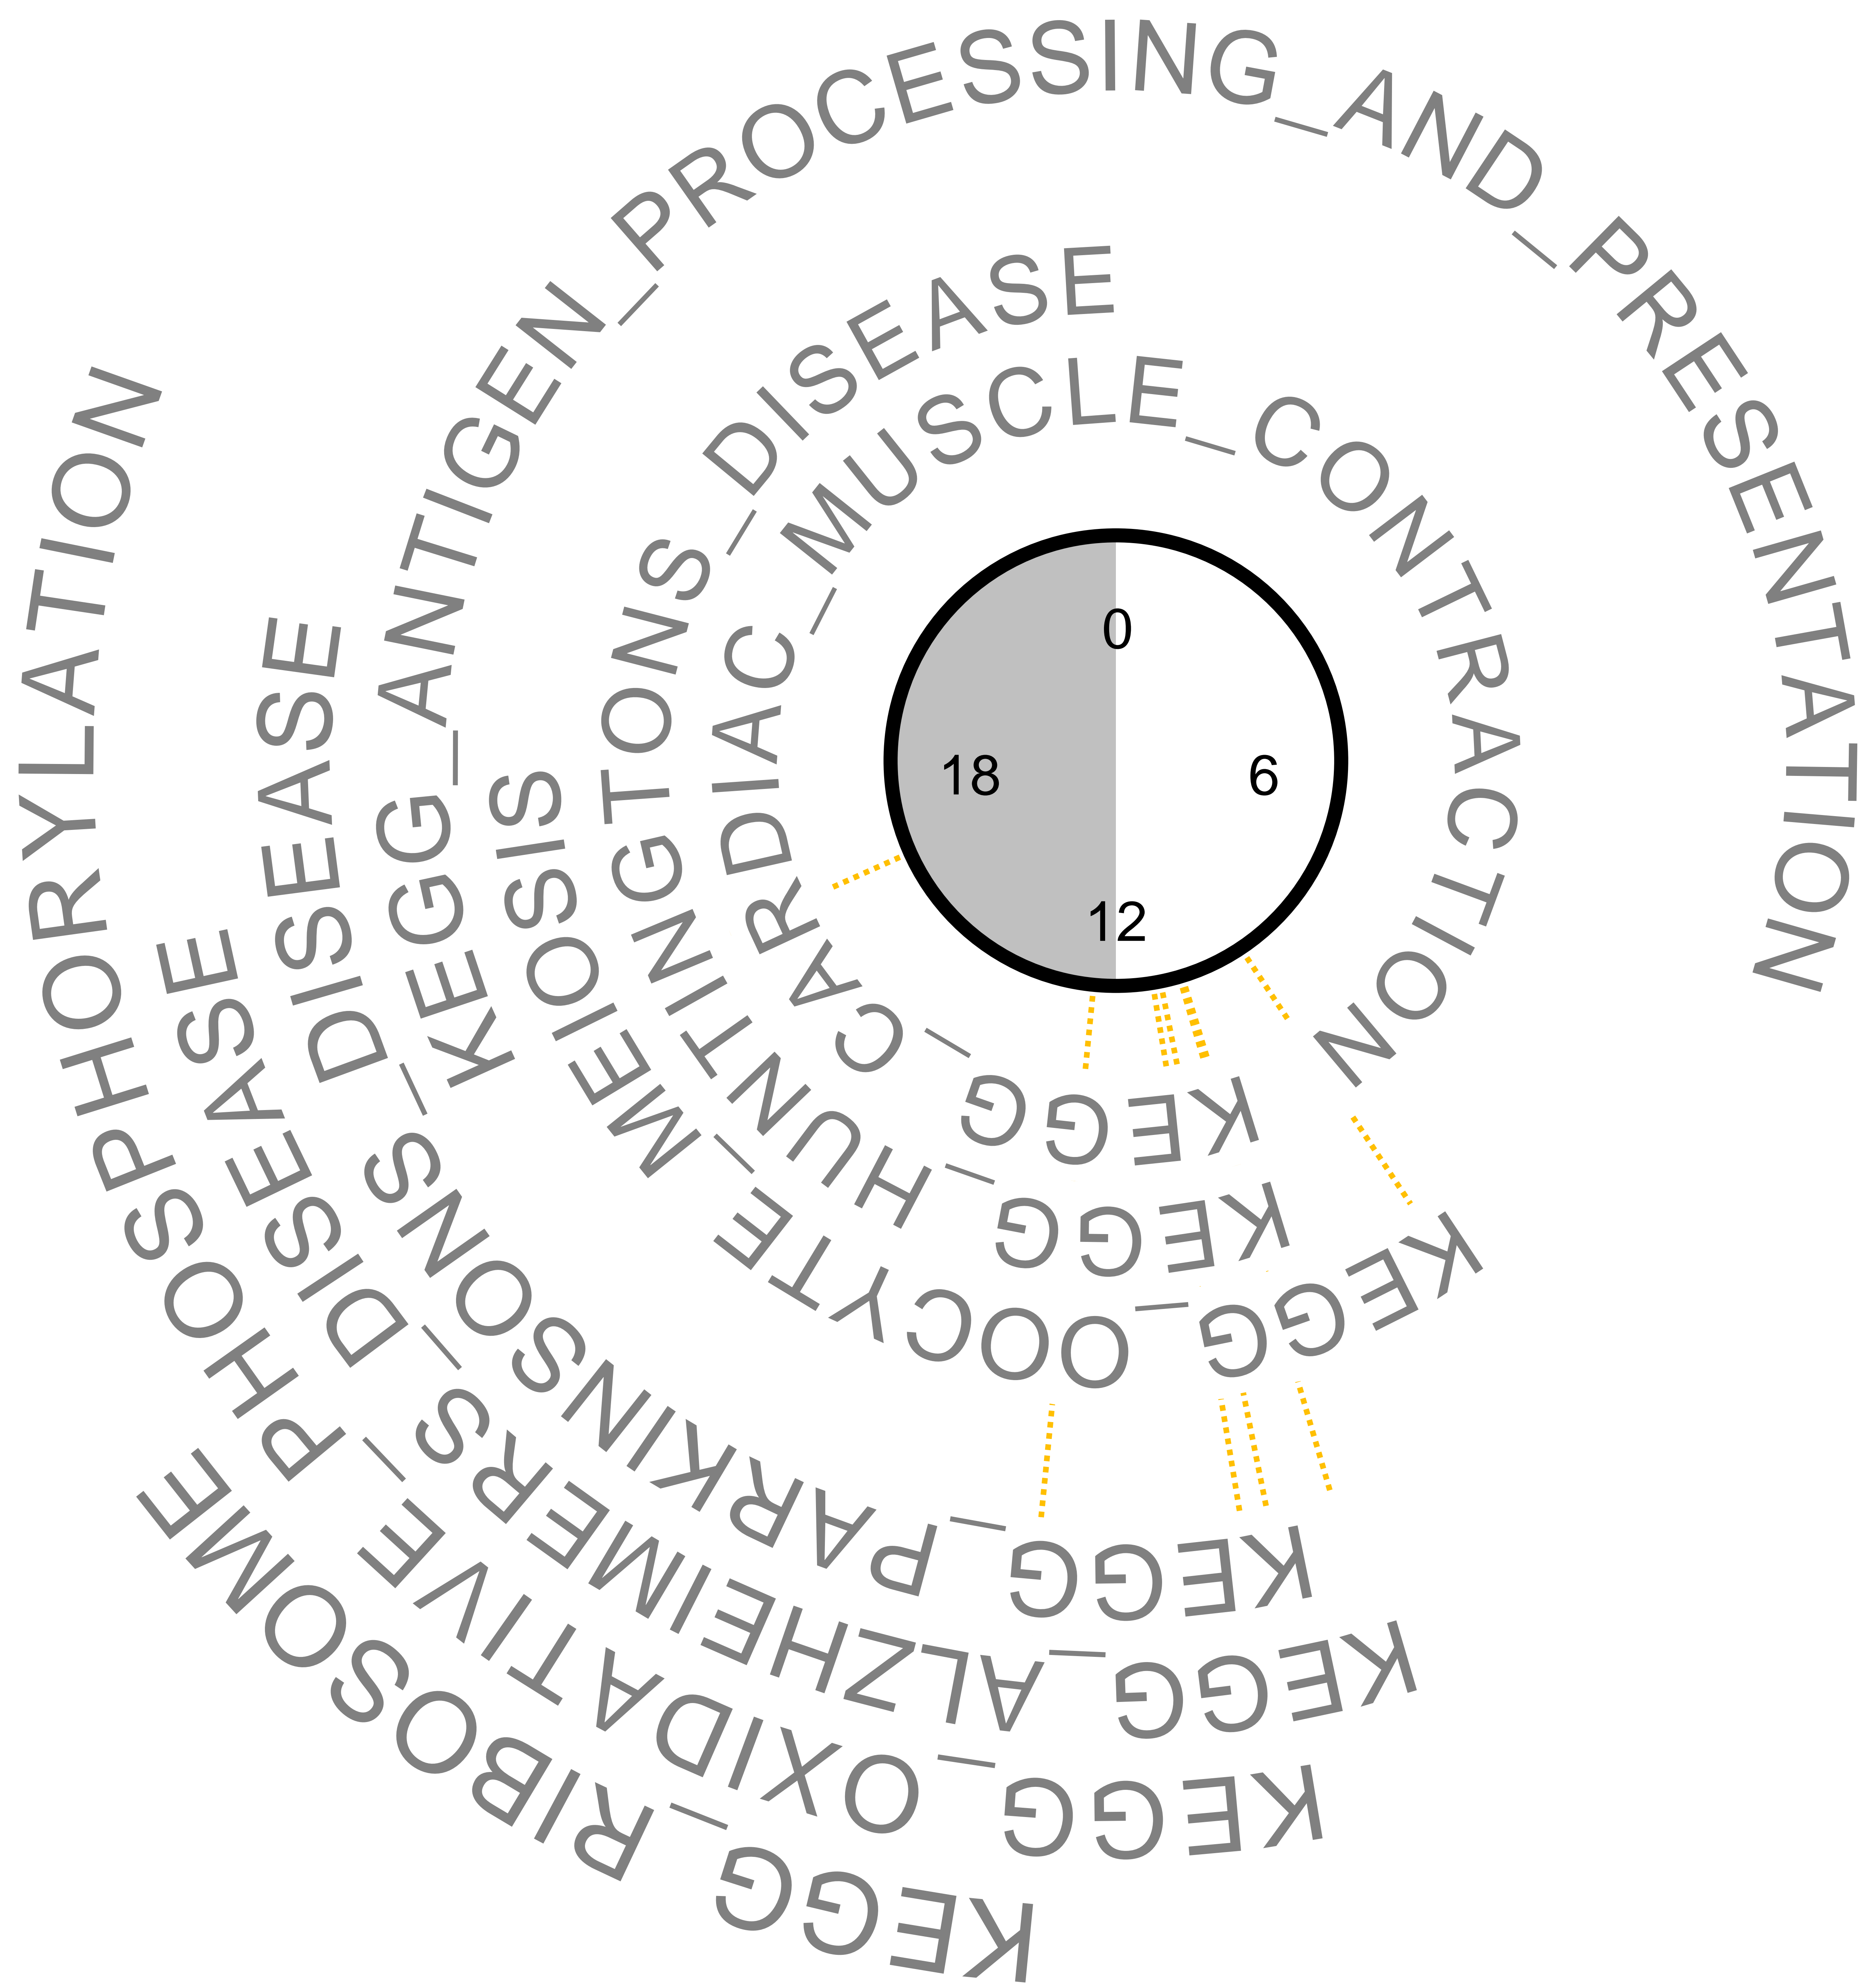 KEGG_CARDIAC_MUSCLE_CONTRACTION
KEGG_HUNTINGTONS_DISEASE
KEGG_OOCYTE_MEIOSIS
KEGG_ANTIGEN_PROCESSING_AND_PRESENTATION
KEGG_PARKINSONS_DISEASE
KEGG_ALZHEIMERS_DISEASE
KEGG_OXIDATIVE_PHOSPHORYLATION
KEGG_RIBOSOME
0
6
12
18